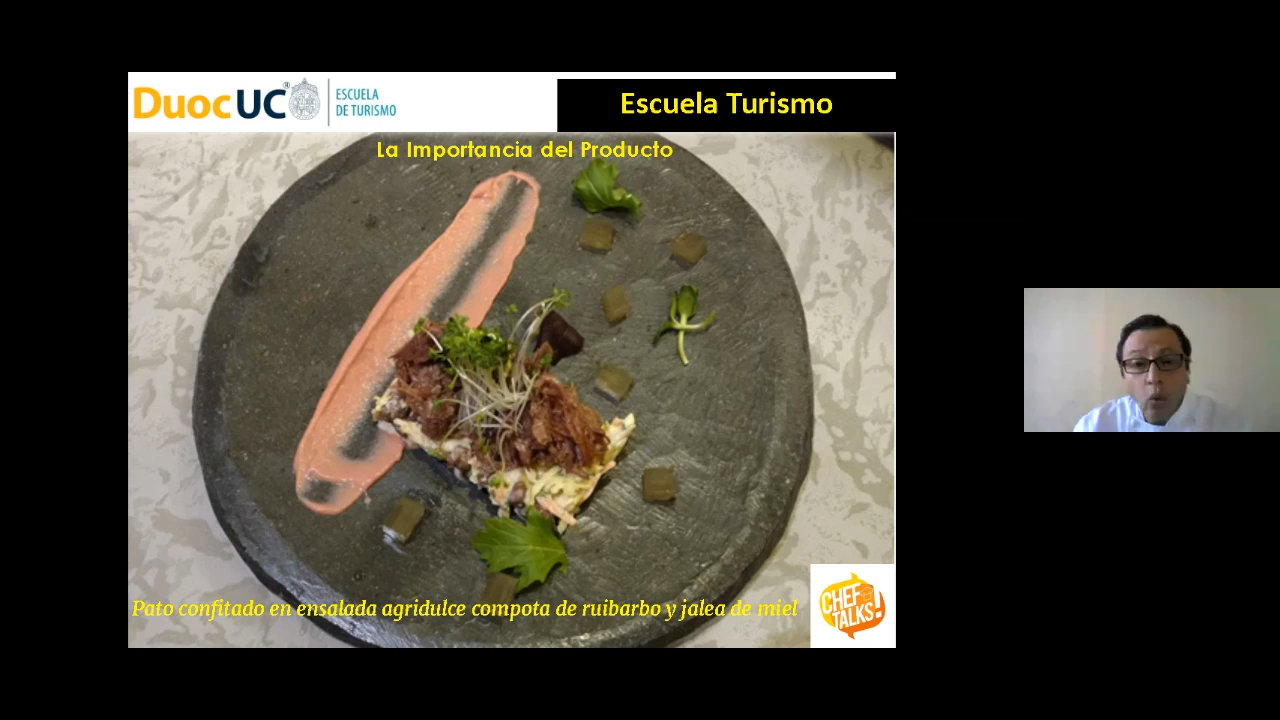 DuocUC®
ESCUELA
DE TURISMO
Escuela Turismo
La Importancia del Producto
Pato confitado en ensalada agridulce compota de ruibarbo y jalea de miel
CHEF
TALKS!